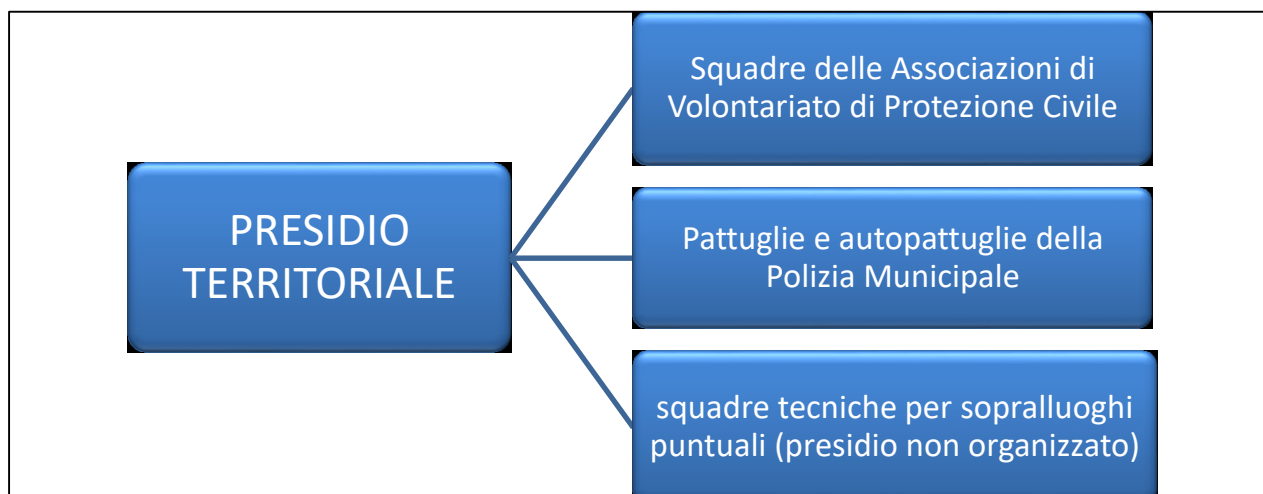 Squadre delle Associazioni di
Volontariato di Protezione Civile
PRESIDIO
TERRITORIALE
Pattuglie e autopattuglie della
Polizia Municipale
squadre tecniche per sopralluoghi
puntuali (presidio non organizzato)